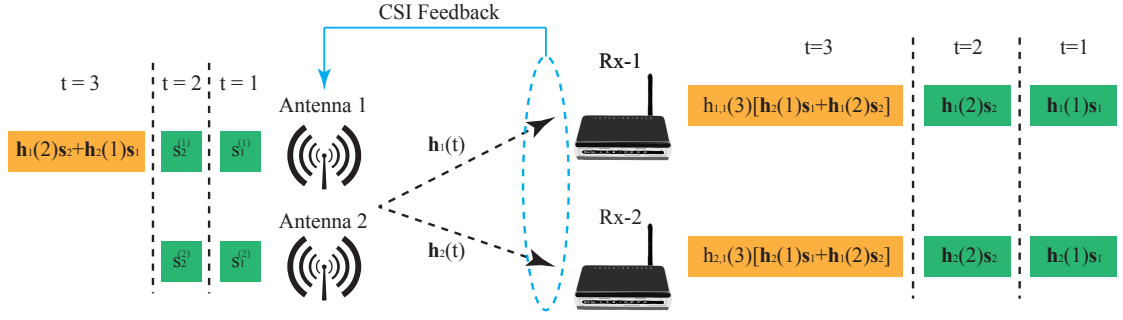 CSI Feedback
t = 3 t = 2 t = 1
Antenna 1
Rx-1
t=3 t=2 t=1
h₁(2)s₂+h₂(1)s₁ s₂⁽¹⁾ s₁⁽¹⁾
h₁(t)
h₁,₁(3)[h₂(1)s₁+h₁(2)s₂] h₁(2)s₂ h₁(1)s₁
Antenna 2
Rx-2
s₂⁽²⁾ s₁⁽²⁾
h₂(t)
h₂,₁(3)[h₂(1)s₁+h₁(2)s₂] h₂(2)s₂ h₂(1)s₁